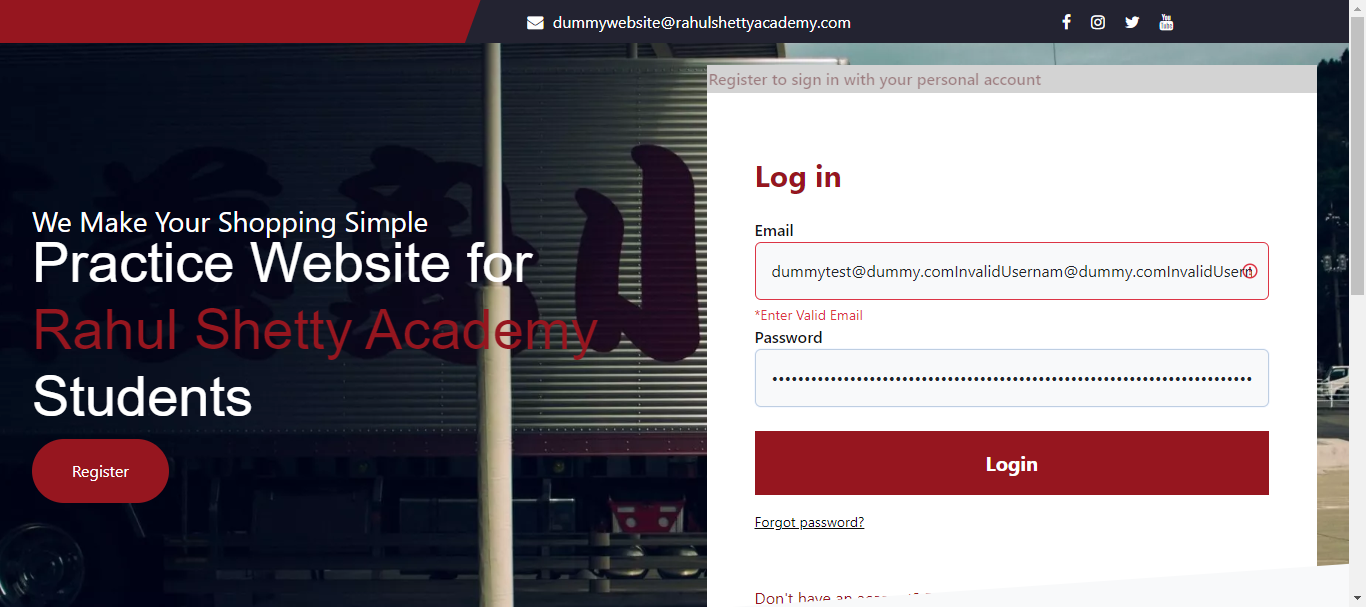 dummywebsite@rahulshettyacademy.com
Register to sign in with your personal account
We Make Your Shopping Simple
Practice Website for
Rahul Shetty Academy
Students
Register
Log in
Email
dummytest@dummy.comInvalidUsernam@dummy.comInvalidUsern
*Enter Valid Email
Password
Login
Forgot password?
Don't have an account?